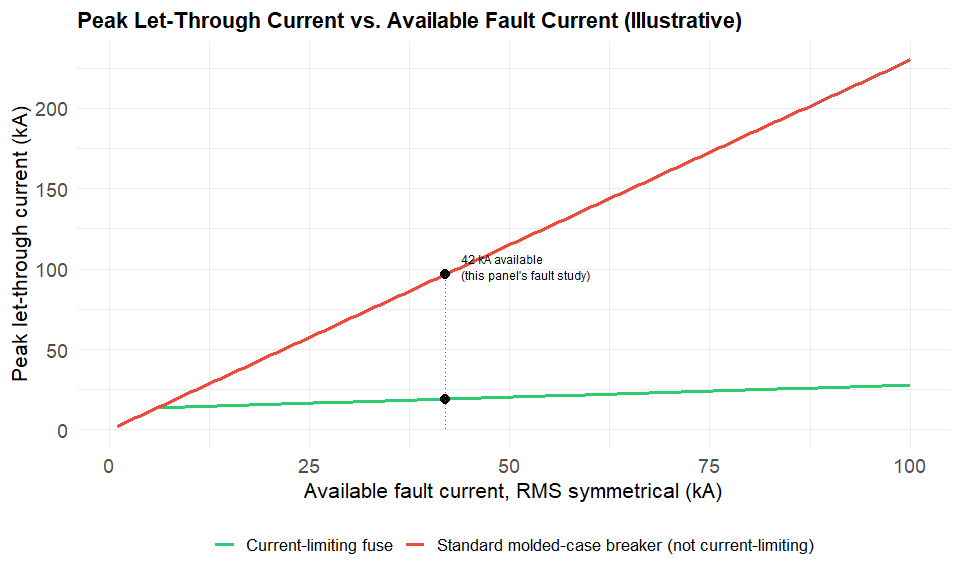 Peak Let-Through Current vs. Available Fault Current (Illustrative)
Peak let-through current (kA)
200
150
100
50
0
42 kA available
(this panel's fault study)
0 25 50 75 100
Available fault current, RMS symmetrical (kA)
Current-limiting fuse Standard molded-case breaker (not current-limiting)